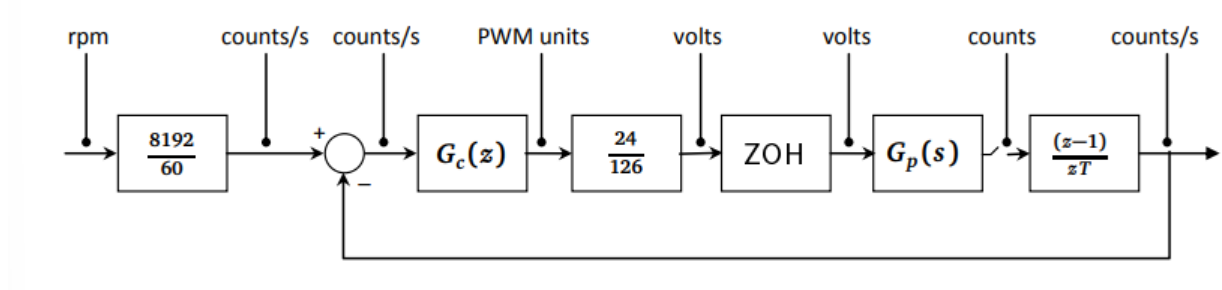 rpm counts/s counts/s PWM units volts volts counts counts/s
8192
60
+
−
G_c(z)
24
126
ZOH
G_p(s)
(z−1)
zT